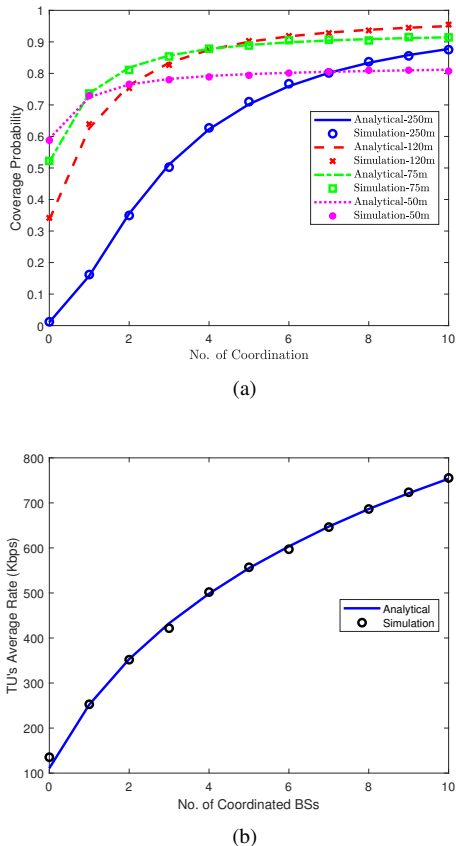 1
0.9
0.8
0.7
0.6
0.5
0.4
0.3
0.2
0.1
0
Coverage Probability
Analytical-250m
Simulation-250m
Analytical-120m
Simulation-120m
Analytical-75m
Simulation-75m
Analytical-50m
Simulation-50m
0 2 4 6 8 10
No. of Coordination
(a)
800
700
600
500
400
300
200
100
TU's Average Rate (Kbps)
Analytical
Simulation
0 2 4 6 8 10
No. of Coordinated BSs
(b)